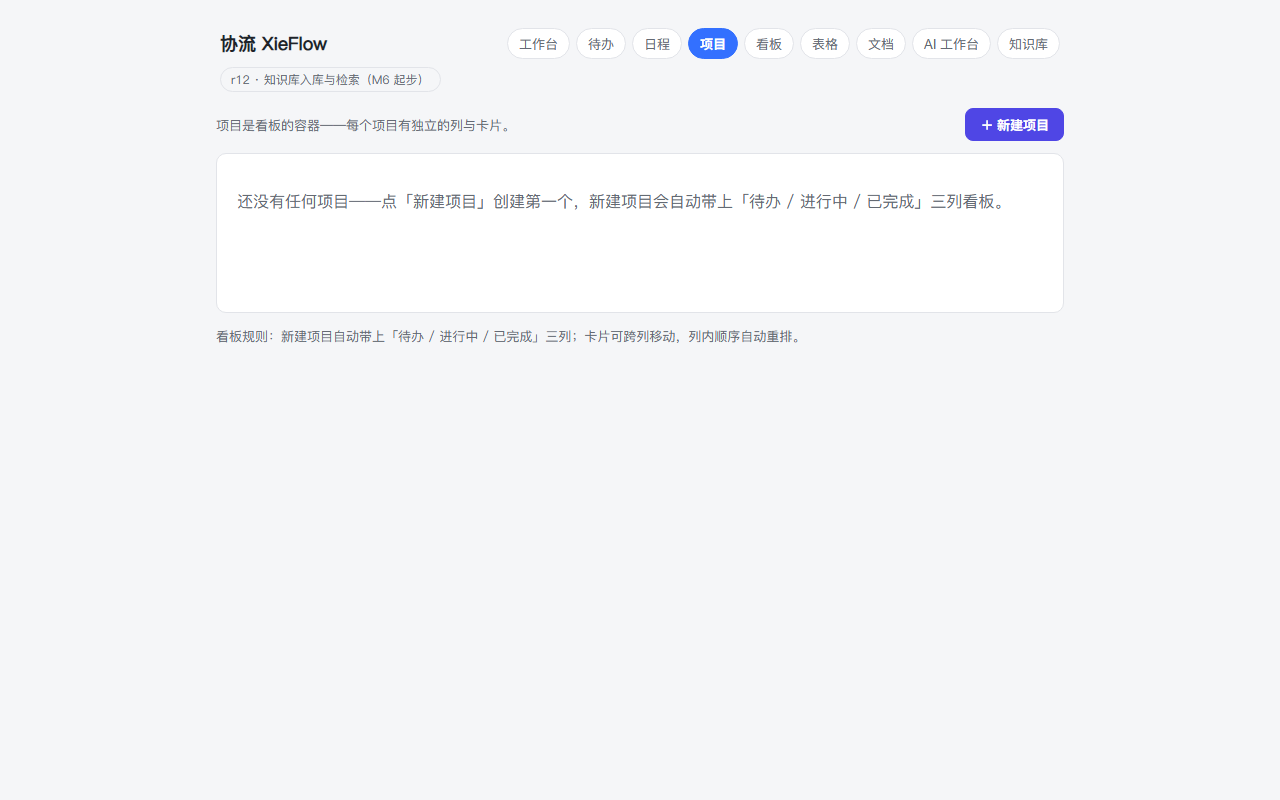 协流 XieFlow
工作台 待办 日程 项目 看板 表格 文档 AI 工作台 知识库
r12 · 知识库入库与检索（M6 起步）
项目是看板的容器——每个项目有独立的列与卡片。
＋ 新建项目
还没有任何项目——点「新建项目」创建第一个，新建项目会自动带上「待办 / 进行中 / 已完成」三列看板。
看板规则：新建项目自动带上「待办 / 进行中 / 已完成」三列；卡片可跨列移动，列内顺序自动重排。